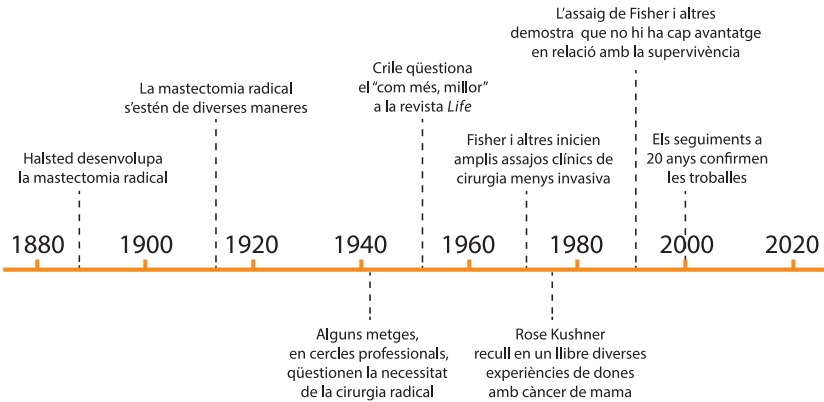 L'assaig de Fisher i altres
demostra que no hi ha cap avantatge
en relació amb la supervivència
Crile qüestiona
el “com més, millor”
a la revista Life
La mastectomia radical
s'estén de diverses maneres
Halsted desenvolupa
la mastectomia radical
Fisher i altres inicien
amplis assajos clínics de
cirurgia menys invasiva
Els seguiments a
20 anys confirmen
les troballes
1880 1900 1920 1940 1960 1980 2000 2020
Alguns metges,
en cercles professionals,
qüestionen la necessitat
de la cirurgia radical
Rose Kushner
recull en un llibre diverses
experiències de dones
amb càncer de mama